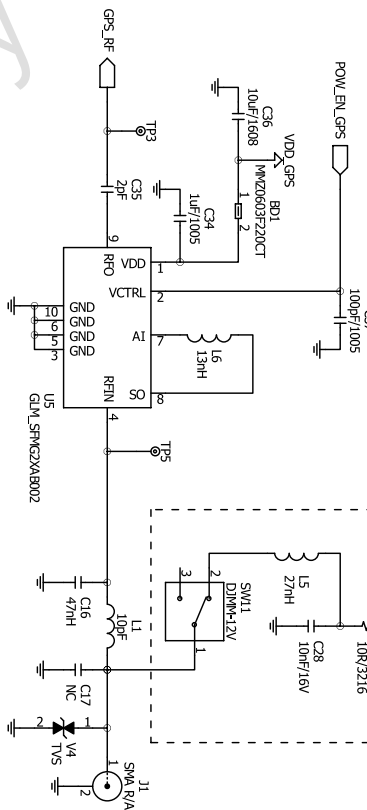 GPS_RF
TP3
C35
2pF
9
RFO
C36
10uF/1608
VDD_GPS
BD1
MMZ0603F220CT
1
2
C34
1uF/1005
POW_EN_GPS
100pF/1005
VDD
1
VCTRL
2
AI
7
SO
8
L6
13nH
10
GND
6
GND
5
GND
3
GND
RFIN
4
U5
GLM_SFMG2XAB002
TP5
C16
47nH
L1
10pF
C17
NC
2
1
V4
TVS
1
2
J1
SMA R/A
SW11
DJMM-12V
3
2
1
L5
27nH
C28
10nF/16V
10R/3216